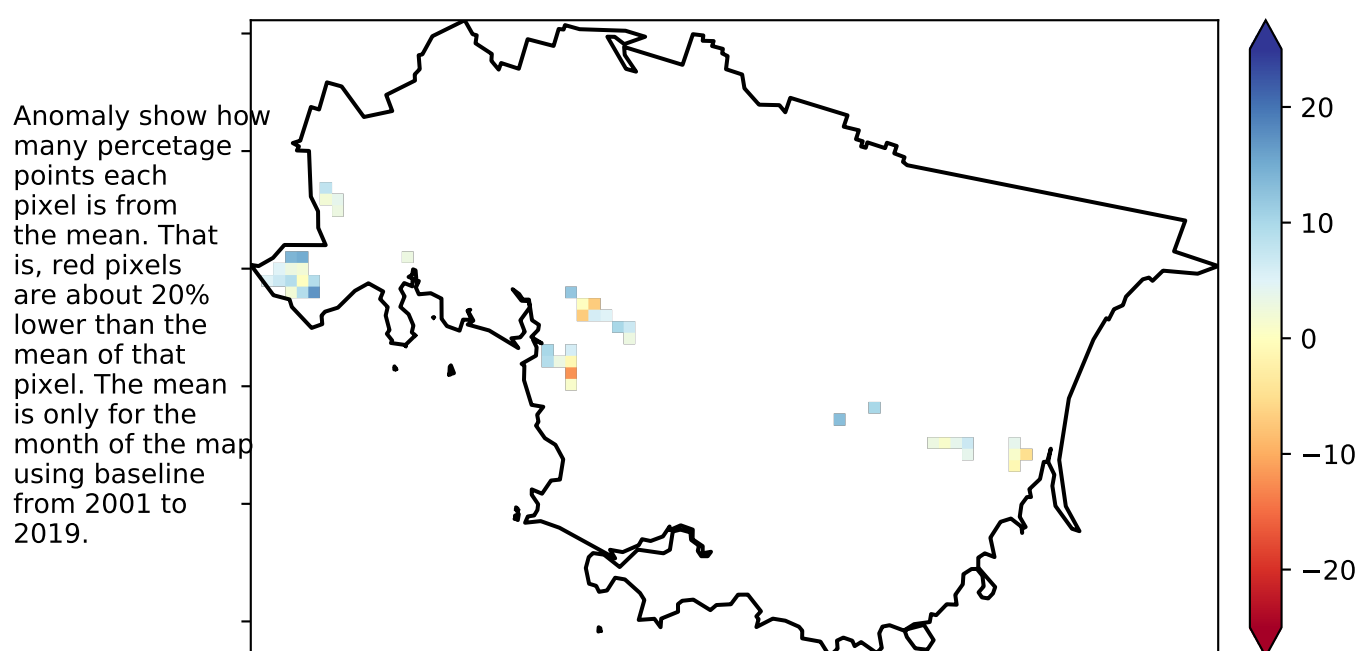 Anomaly show how
many percetage
points each
pixel is from
the mean. That
is, red pixels
are about 20%
lower than the
mean of that
pixel. The mean
is only for the
month of the map
using baseline
from 2001 to
2019.
20
10
0
−10
−20